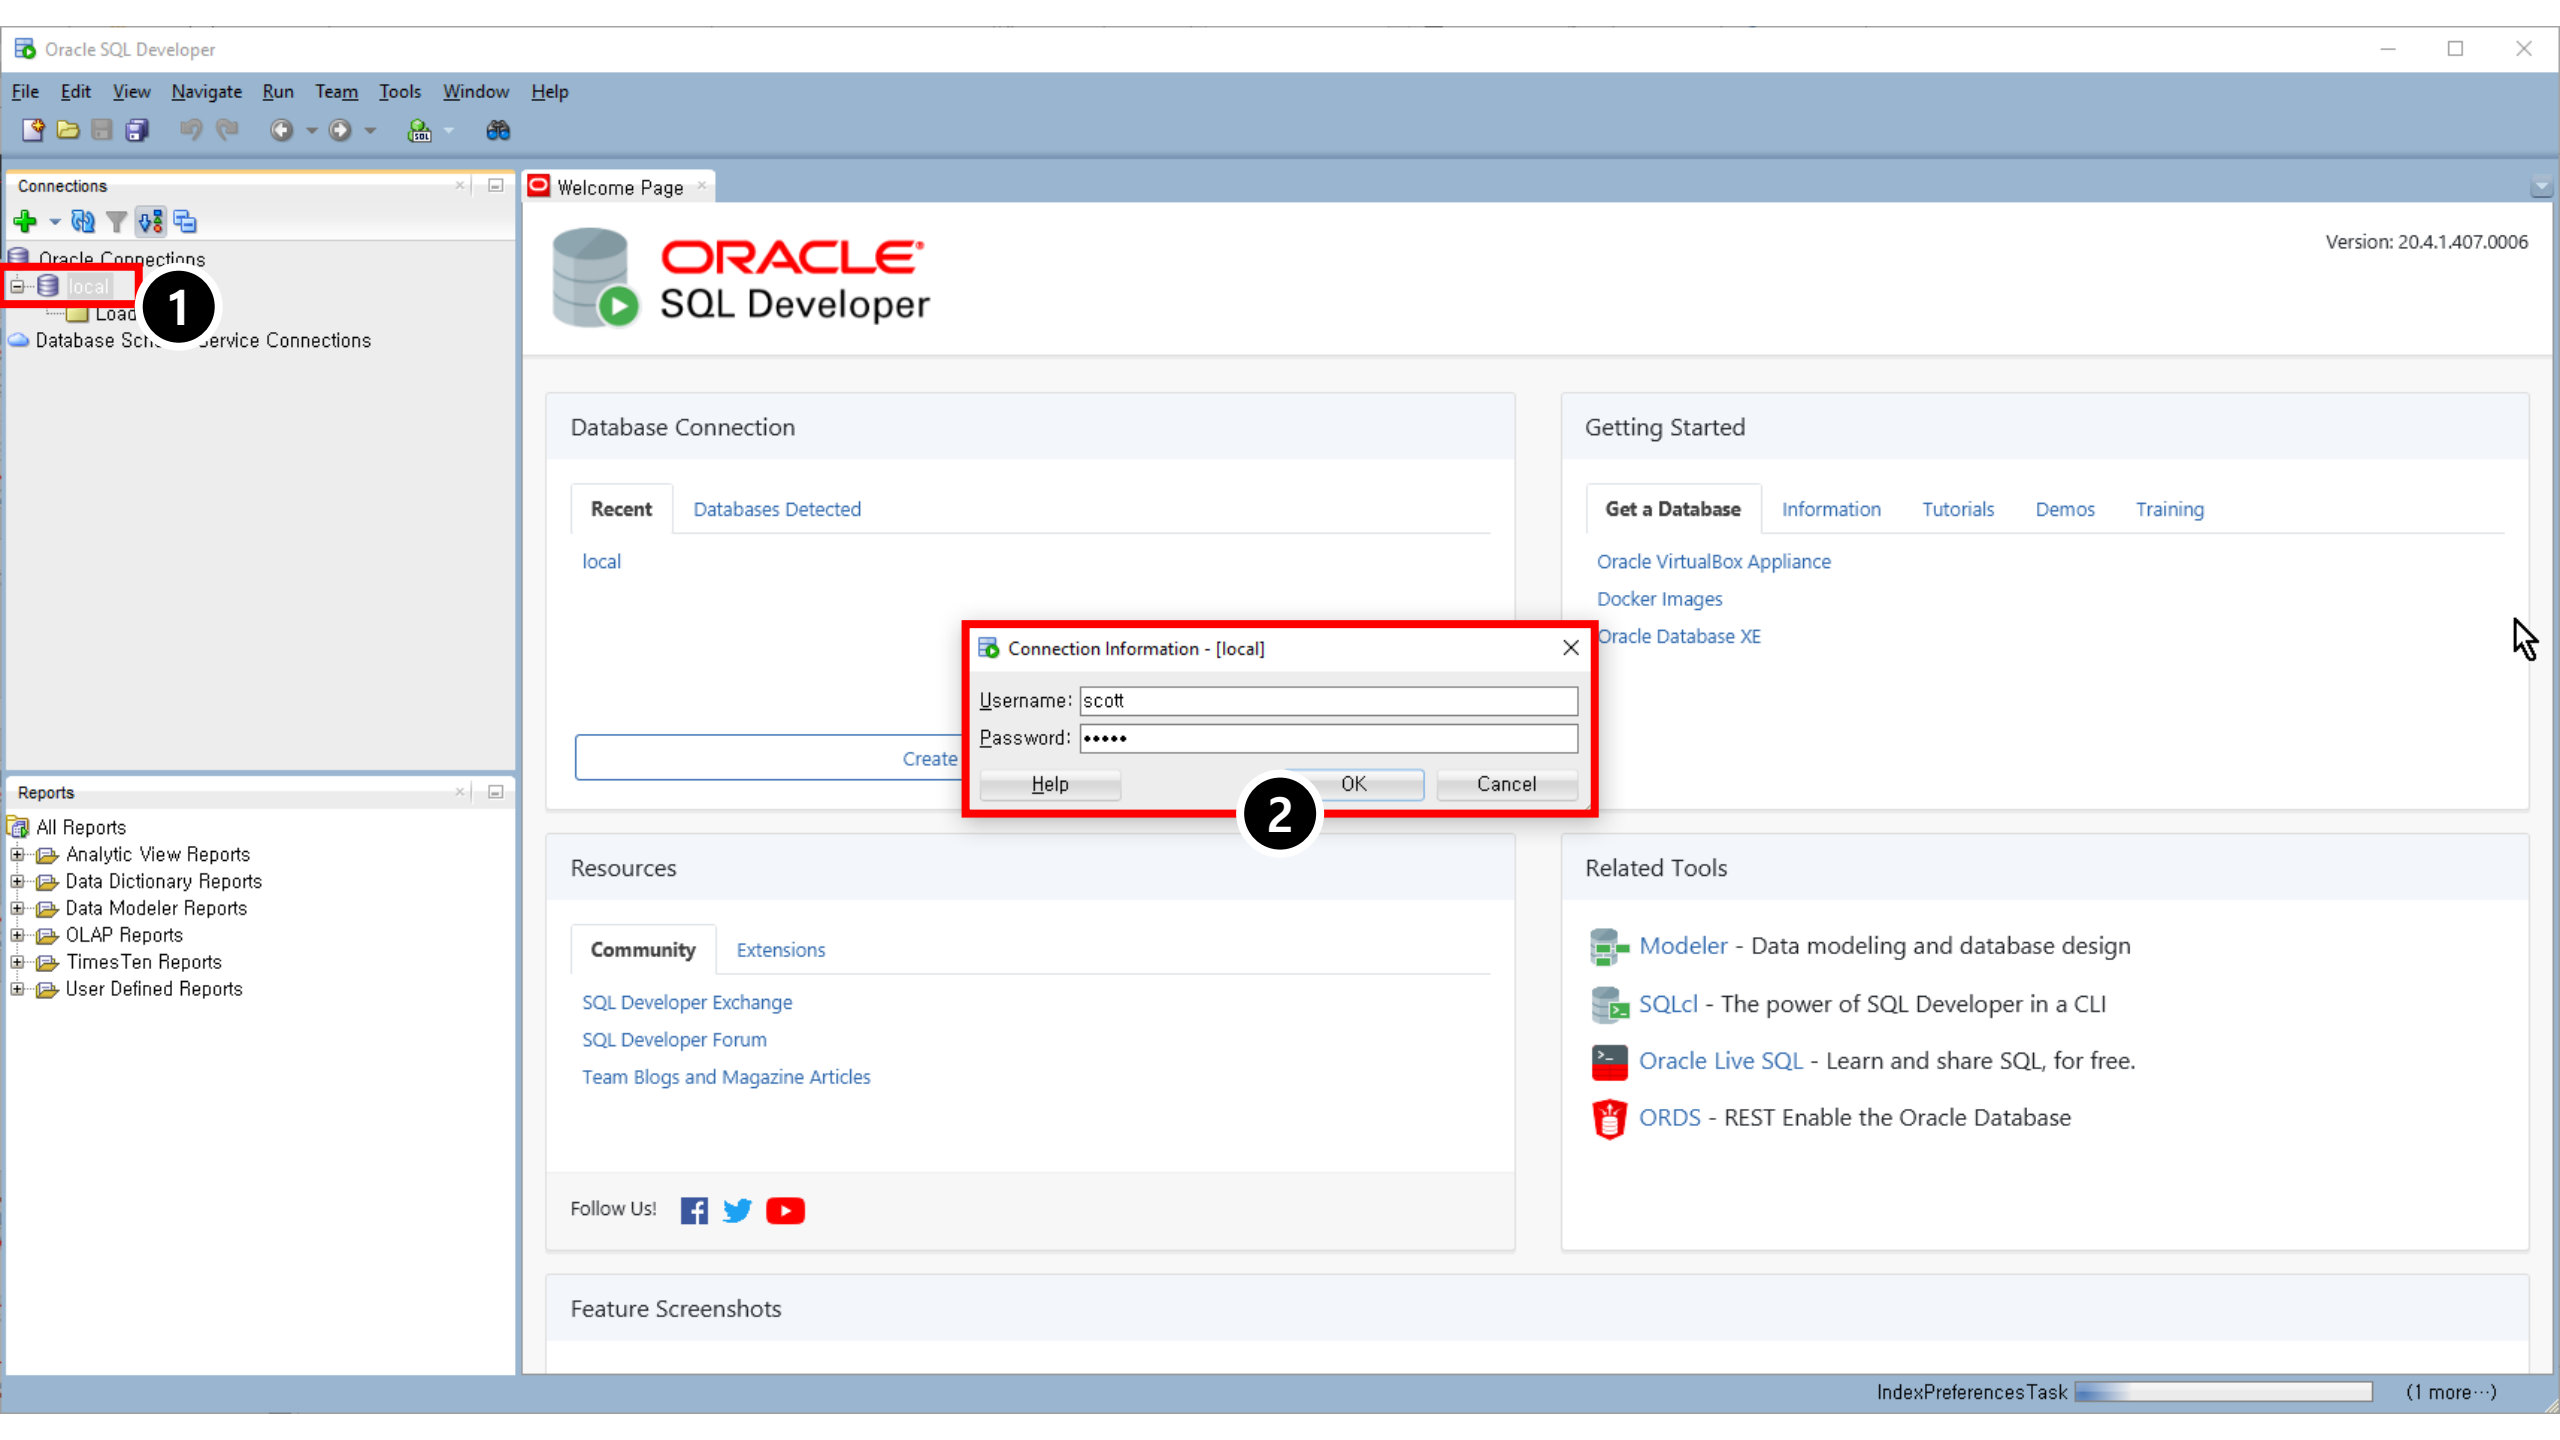 Oracle SQL Developer
File Edit View Navigate Run Team Tools Window Help
SQL
Connections
Welcome Page
Oracle Connections
local
1
Load
Database Service Connections
ORACLE
SQL Developer
Version: 20.4.1.407.0006
Database Connection
Recent Databases Detected
local
Create
Getting Started
Get a Database Information Tutorials Demos Training
Oracle VirtualBox Appliance
Docker Images
Oracle Database XE
Connection Information - [local]
Username: scott
Password: •••••
Help OK Cancel
2
Reports
All Reports
Analytic View Reports
Data Dictionary Reports
Data Modeler Reports
OLAP Reports
TimesTen Reports
User Defined Reports
Resources
Community Extensions
SQL Developer Exchange
SQL Developer Forum
Team Blogs and Magazine Articles
Follow Us!
Related Tools
Modeler - Data modeling and database design
SQLcl - The power of SQL Developer in a CLI
Oracle Live SQL - Learn and share SQL, for free.
ORDS - REST Enable the Oracle Database
Feature Screenshots
IndexPreferencesTask (1 more⋯)